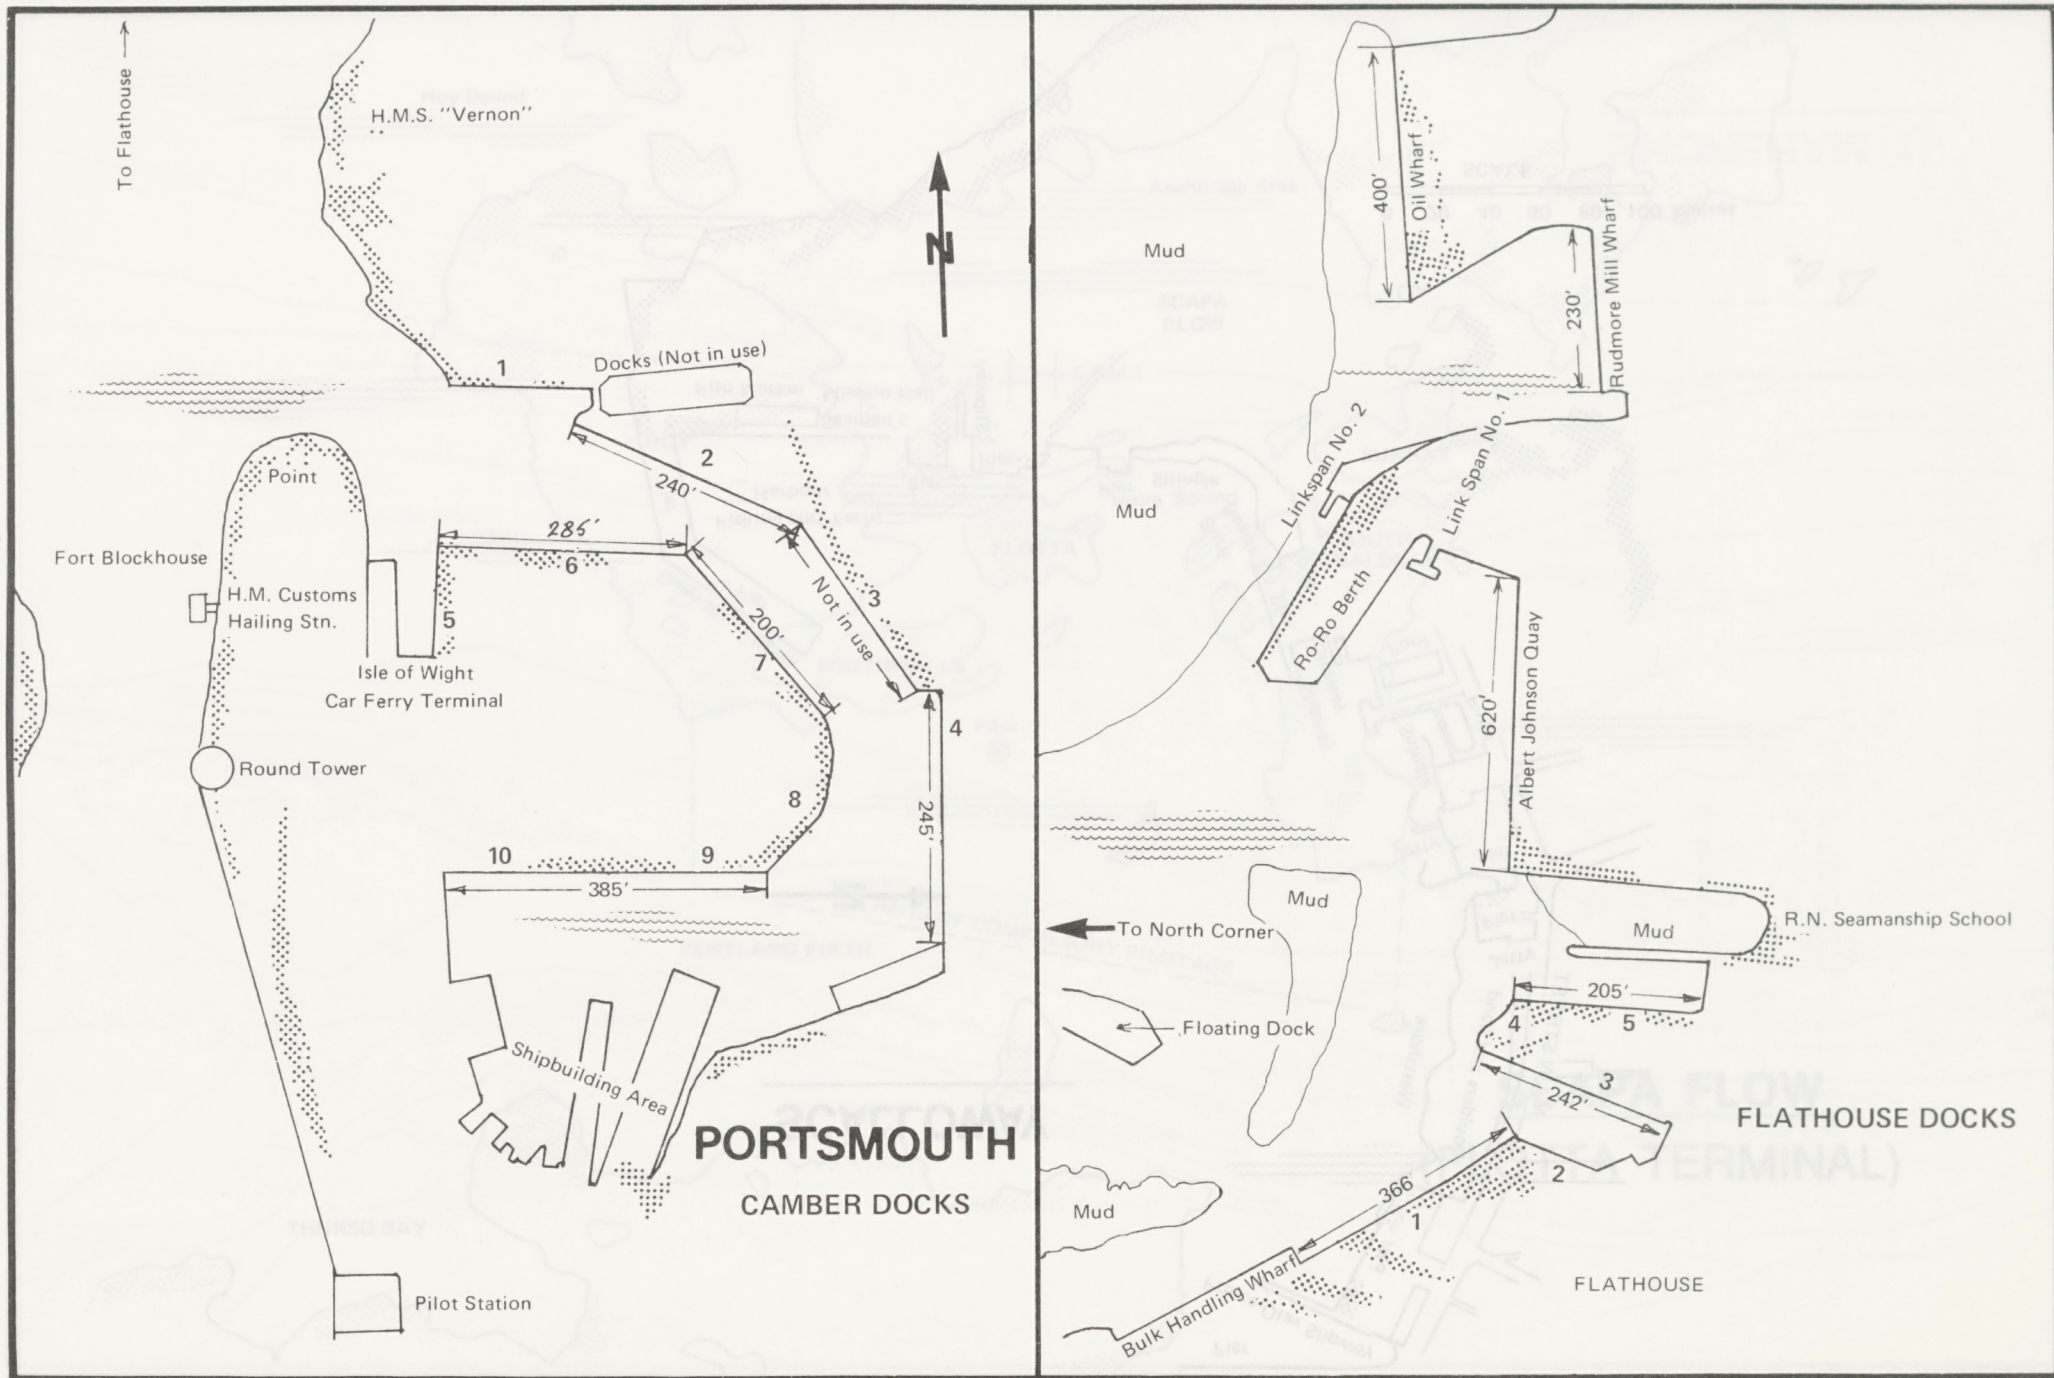 To Flathouse →
H.M.S. "Vernon"
N
1
Docks (Not in use)
2
240'
Point
285'
6
3
Not in use
Fort Blockhouse
H.M. Customs
Hailing Stn.
5
200'
7
Isle of Wight
Car Ferry Terminal
4
Round Tower
8
245'
10
9
385'
Shipbuilding Area
PORTSMOUTH
CAMBER DOCKS
Pilot Station
400'
Oil Wharf
Mud
230'
Rudmore Mill Wharf
Linkspan No. 2
Link Span No. 1
Mud
Ro-Ro Berth
620'
Albert Johnson Quay
Mud
To North Corner
Mud
R.N. Seamanship School
205'
4
5
Floating Dock
3
242'
FLATHOUSE DOCKS
2
366
1
Mud
Bulk Handling Wharf
FLATHOUSE